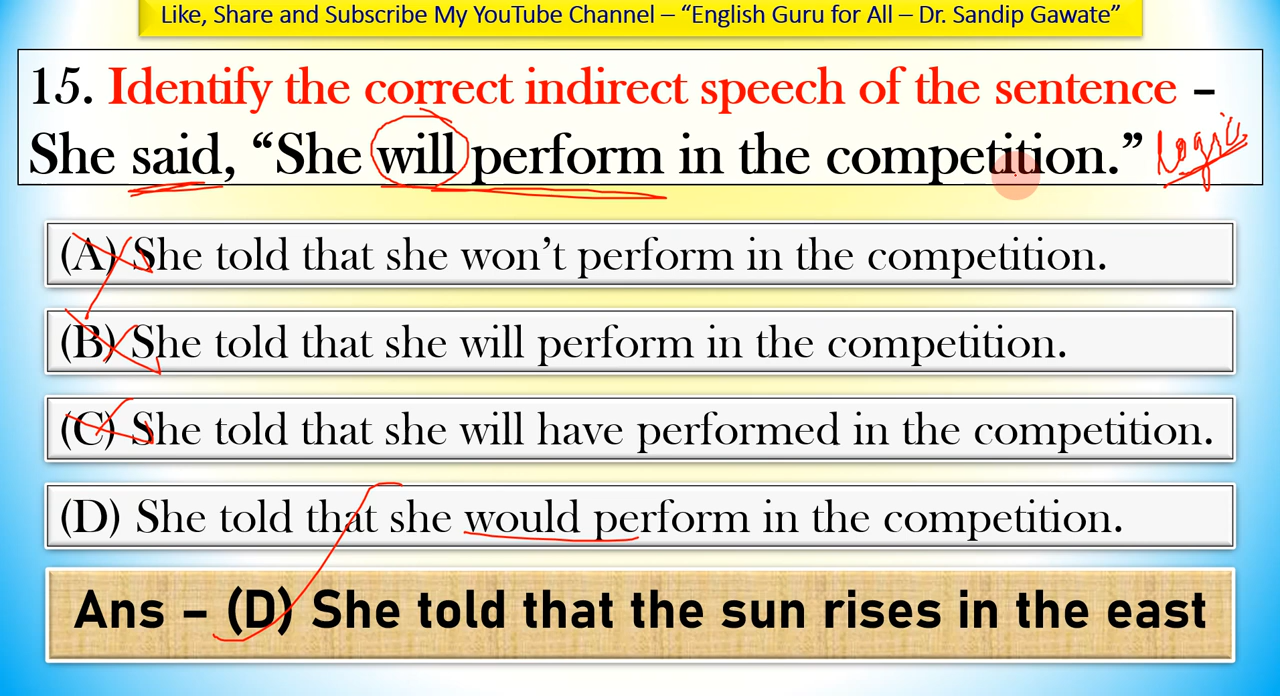 Like, Share and Subscribe My YouTube Channel – “English Guru for All – Dr. Sandip Gawate”
15. Identify the correct indirect speech of the sentence –
She said, “She will perform in the competition.” Logic
(A) She told that she won’t perform in the competition.
(B) She told that she will perform in the competition.
(C) She told that she will have performed in the competition.
(D) She told that she would perform in the competition.
Ans – (D) She told that the sun rises in the east